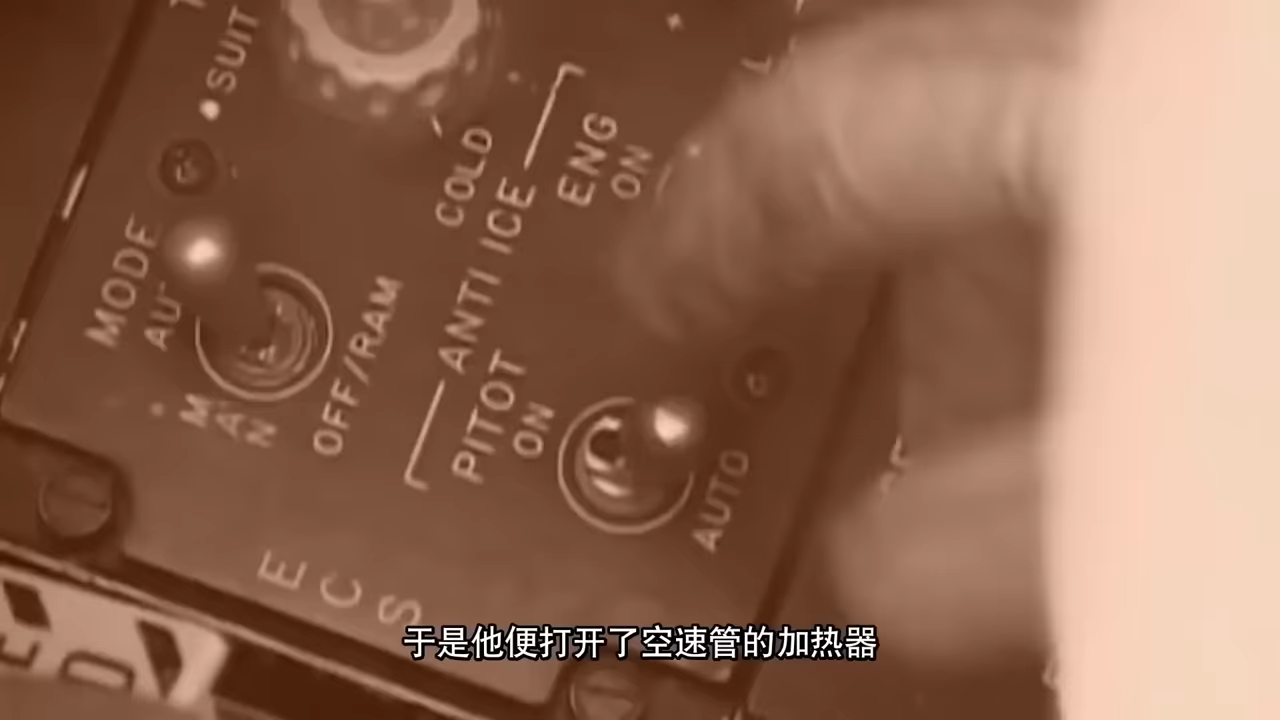 SUIT
COLD
MODE
AU
MAN
OFF/RAM
ANTI ICE
ENG
ON
PITOT
ON
AUTO
ECS
于是他便打开了空速管的加热器